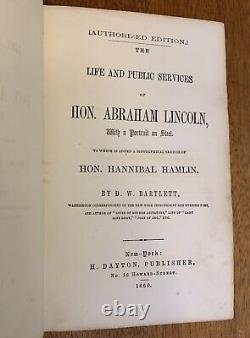 [AUTHORIZED EDITION.]
THE
LIFE AND PUBLIC SERVICES
OF
HON. ABRAHAM LINCOLN,
With a Portrait on Steel.
TO WHICH IS ADDED A BIOGRAPHICAL SKETCH OF
HON. HANNIBAL HAMLIN.
BY D. W. BARTLETT,
WASHINGTON CORRESPONDENT OF THE NEW-YORK INDEPENDENT AND EVENING POST,
AND AUTHOR OF "LIVES OF MODERN AGITATORS," LIFE OF "LADY
JANE GREY," "JOAN OF ARC," ETC.
New-York:
H. DAYTON, PUBLISHER,
No. 36 HOWARD-STREET.
1860.